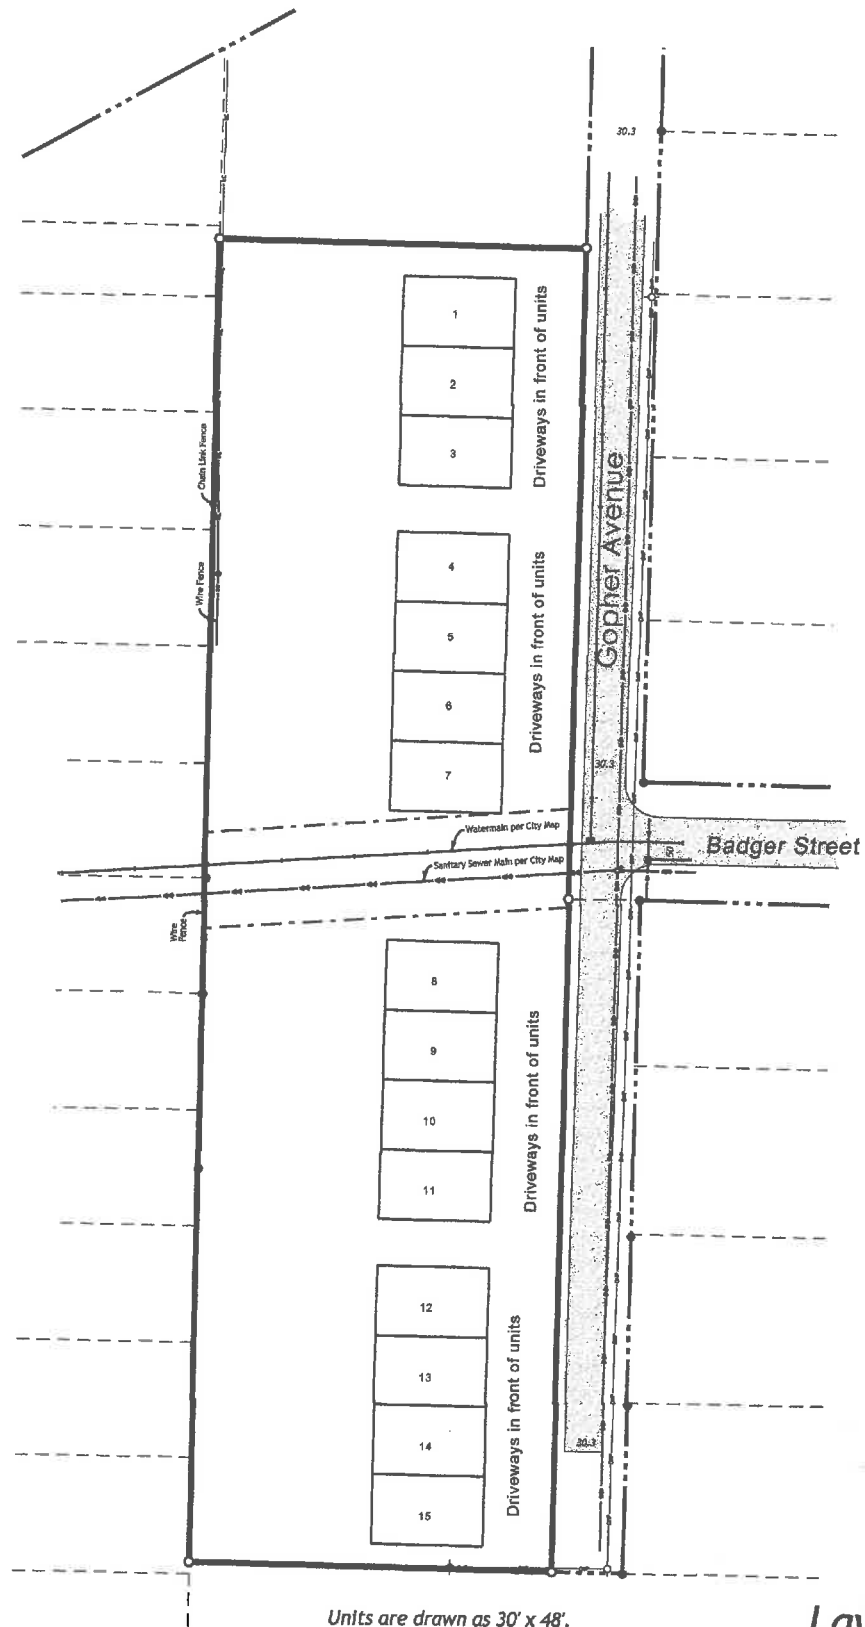 30.3
1
2
3
Driveways in front of units
Chain Link Fence
Gopher Avenue
4
5
6
7
Driveways in front of units
Wire Fence
30.3
Watermain per City Map
Badger Street
Sanitary Sewer Main per City Map
Wire
Fence
8
9
10
11
Driveways in front of units
12
13
14
15
Driveways in front of units
30.3
Units are drawn as 30' x 48'.